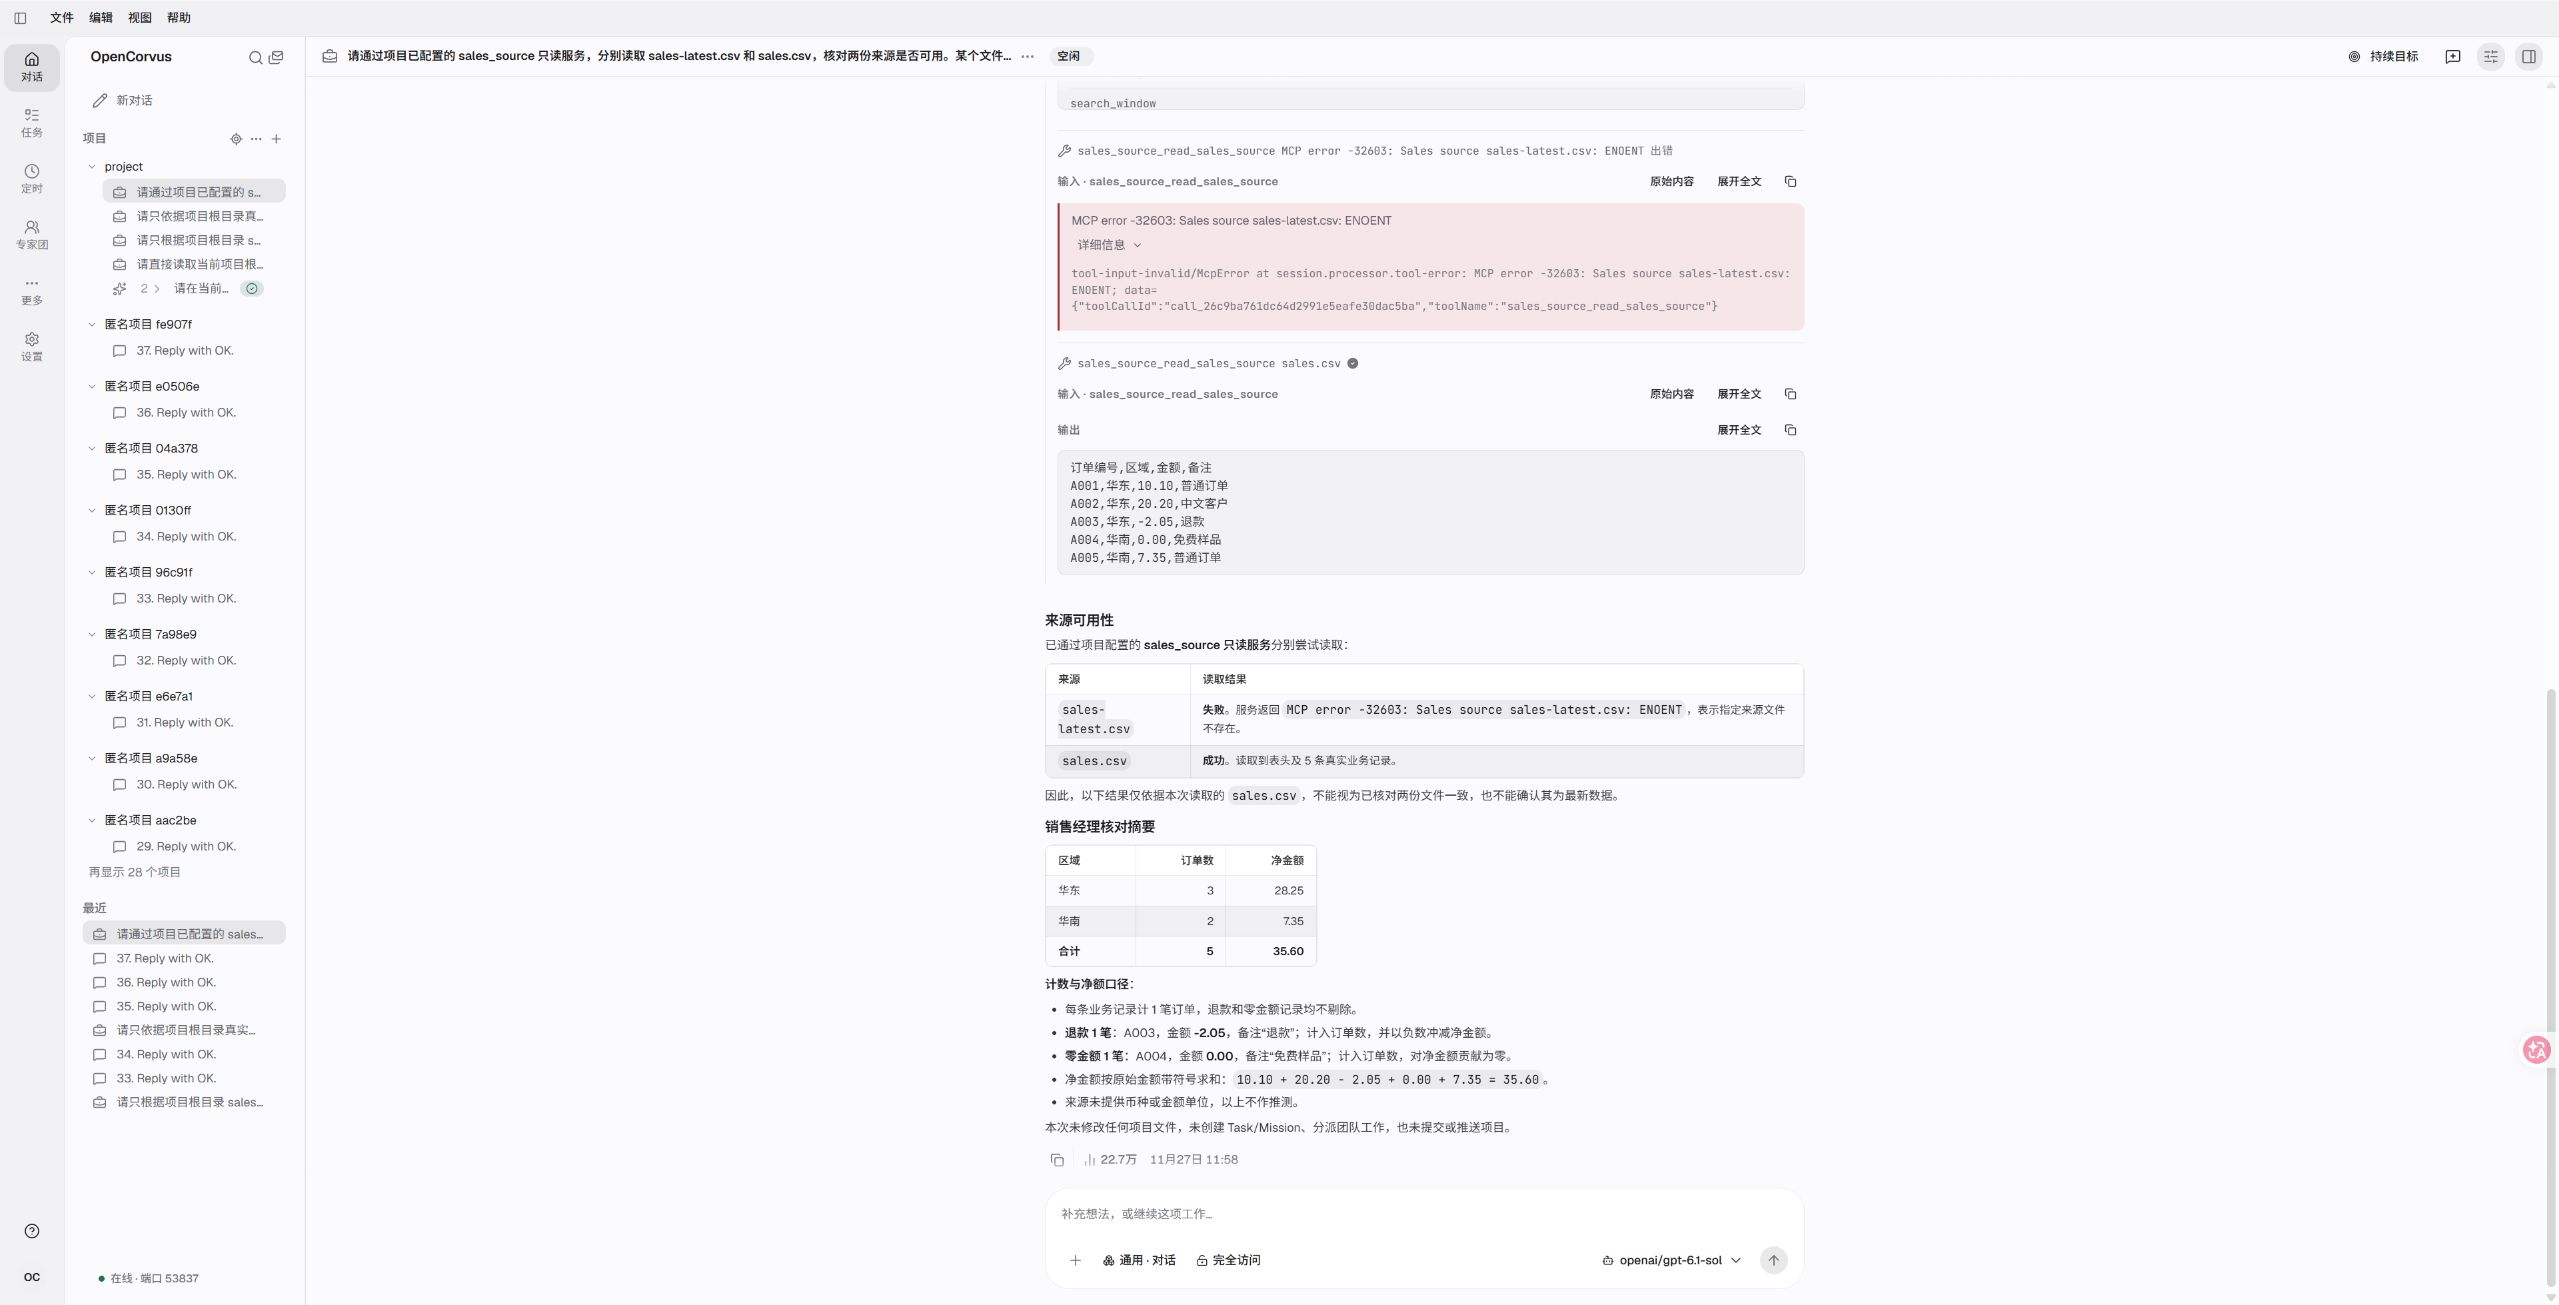 文件 编辑 视图 帮助
对话
任务
定时
专家团
更多
设置
OC
OpenCorvus
新对话
项目
project
请通过项目已配置的 s...
请只依据项目根目录真...
请只根据项目根目录 s...
请直接读取当前项目根...
2 请在当前...
匿名项目 fe907f
37. Reply with OK.
匿名项目 e0506e
36. Reply with OK.
匿名项目 04a378
35. Reply with OK.
匿名项目 0130ff
34. Reply with OK.
匿名项目 96c91f
33. Reply with OK.
匿名项目 7a98e9
32. Reply with OK.
匿名项目 e6e7a1
31. Reply with OK.
匿名项目 a9a58e
30. Reply with OK.
匿名项目 aac2be
29. Reply with OK.
再显示 28 个项目
最近
请通过项目已配置的 sales...
37. Reply with OK.
36. Reply with OK.
35. Reply with OK.
请只依据项目根目录真实...
34. Reply with OK.
33. Reply with OK.
请只根据项目根目录 sales...
在线 · 端口 53837
请通过项目已配置的 sales_source 只读服务，分别读取 sales-latest.csv 和 sales.csv，核对两份来源是否可用。某个文件... 空闲
持续目标
search_window
sales_source_read_sales_source MCP error -32603: Sales source sales-latest.csv: ENOENT 出错
输入 · sales_source_read_sales_source 原始内容 展开全文
MCP error -32603: Sales source sales-latest.csv: ENOENT
详细信息
tool-input-invalid/McpError at session.processor.tool-error: MCP error -32603: Sales source sales-latest.csv:
ENOENT; data=
{"toolCallId":"call_26c9ba761dc64d2991e5eafe30dac5ba","toolName":"sales_source_read_sales_source"}
sales_source_read_sales_source sales.csv
输入 · sales_source_read_sales_source 原始内容 展开全文
输出 展开全文
订单编号,区域,金额,备注
A001,华东,10.10,普通订单
A002,华东,20.20,中文客户
A003,华东,-2.05,退款
A004,华南,0.00,免费样品
A005,华南,7.35,普通订单
来源可用性
已通过项目配置的 sales_source 只读服务分别尝试读取：
来源 读取结果
sales-latest.csv 失败。服务返回 MCP error -32603: Sales source sales-latest.csv: ENOENT，表示指定来源文件
不存在。
sales.csv 成功。读取到表头及 5 条真实业务记录。
因此，以下结果仅依据本次读取的 sales.csv，不能视为已核对两份文件一致，也不能确认其为最新数据。
销售经理核对摘要
区域 订单数 净金额
华东 3 28.25
华南 2 7.35
合计 5 35.60
计数与净额口径：
• 每条业务记录计 1 笔订单，退款和零金额记录均不剔除。
• 退款 1 笔：A003，金额 -2.05，备注“退款”；计入订单数，并以负数冲减净金额。
• 零金额 1 笔：A004，金额 0.00，备注“免费样品”；计入订单数，对净金额贡献为零。
• 净金额按原始金额带符号求和：10.10 + 20.20 - 2.05 + 0.00 + 7.35 = 35.60。
• 来源未提供币种或金额单位，以上不作推测。
本次未修改任何项目文件，未创建 Task/Mission、分派团队工作，也未提交或推送项目。
22.7万 11月27日 11:58
补充想法，或继续这项工作...
通用 · 对话 完全访问 openai/gpt-6.1-sol